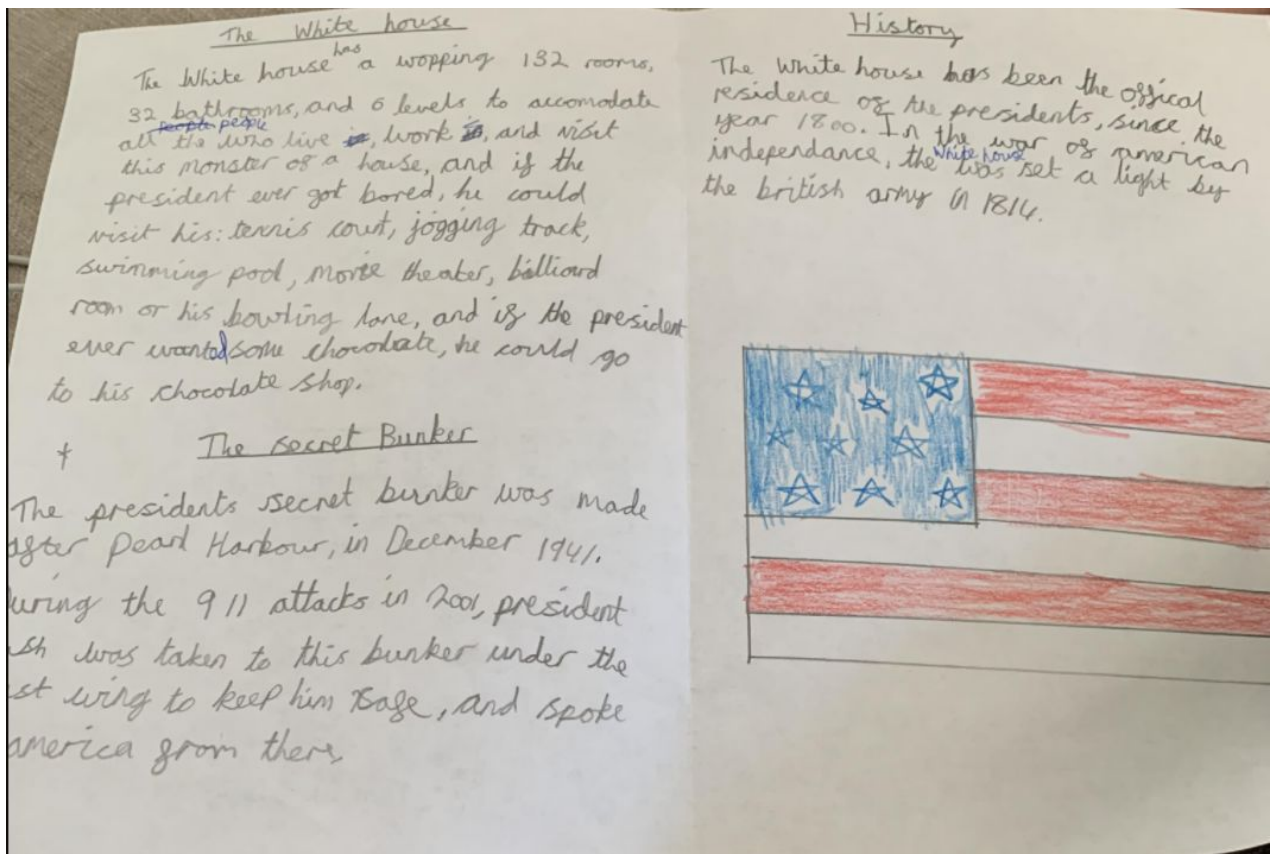 The White house
The White house has a wopping 132 rooms,
32 bathrooms, and 6 levels to accomodate
people people
all the who live in, work in, and visit
this monster of a house, and if the
president ever got bored, he could
visit his: tennis court, jogging track,
swimming pool, movie theater, billiard
room or his bowling lane, and if the president
ever wanted some chocolate, he could go
to his chocolate shop.
The secret Bunker
The presidents secret bunker was made
after Pearl Harbour, in December 1941.
uring the 911 attacks in 2001, president
sh was taken to this bunker under the
st wing to keep him safe, and spoke
america from there,
History
The White house has been the offical
residence of the presidents, since the
year 1800. In the war of american
independance, the White house was set a light by
the british army in 1814.